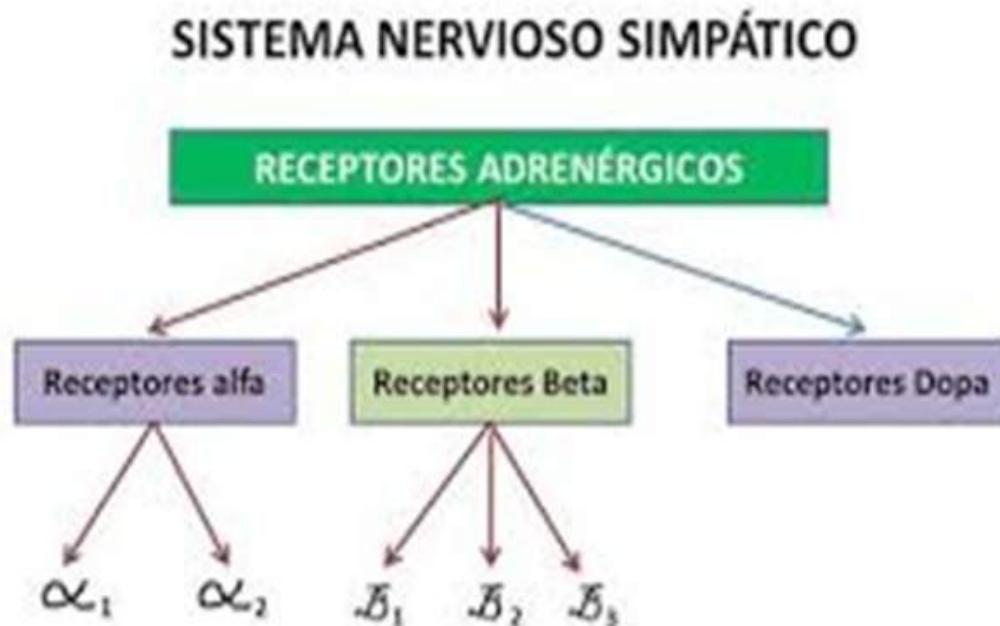 SISTEMA NERVIOSO SIMPÁTICO
RECEPTORES ADRENÉRGICOS
Receptores alfa
Receptores Beta
Receptores Dopa
α₁
α₂
β₁
β₂
β₃